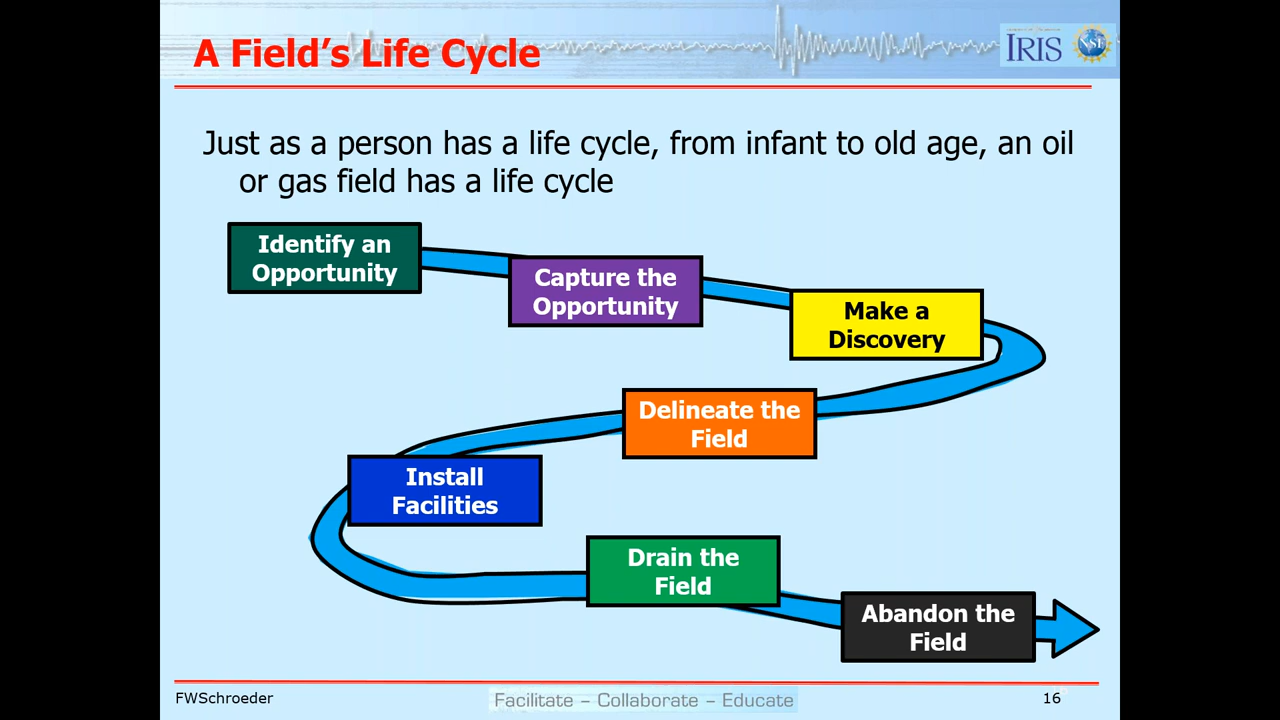 A Field's Life Cycle
IRIS
NSF
Just as a person has a life cycle, from infant to old age, an oil
or gas field has a life cycle
Identify an
Opportunity
Capture the
Opportunity
Make a
Discovery
Delineate the
Field
Install
Facilities
Drain the
Field
Abandon the
Field
FWSchroeder
Facilitate – Collaborate – Educate
16